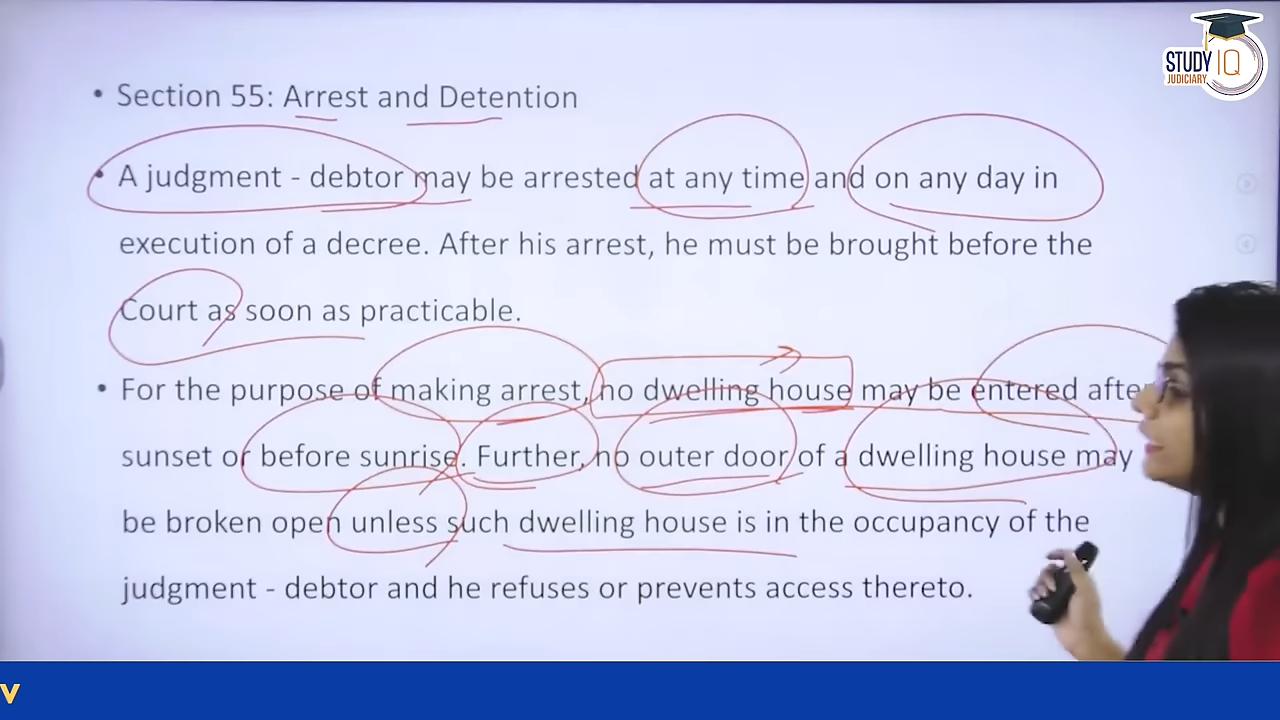 STUDY IQ
JUDICIARY
• Section 55: Arrest and Detention
• A judgment - debtor may be arrested at any time and on any day in
execution of a decree. After his arrest, he must be brought before the
Court as soon as practicable.
• For the purpose of making arrest, no dwelling house may be entered afte
sunset or before sunrise. Further, no outer door of a dwelling house may
be broken open unless such dwelling house is in the occupancy of the
judgment - debtor and he refuses or prevents access thereto.
V